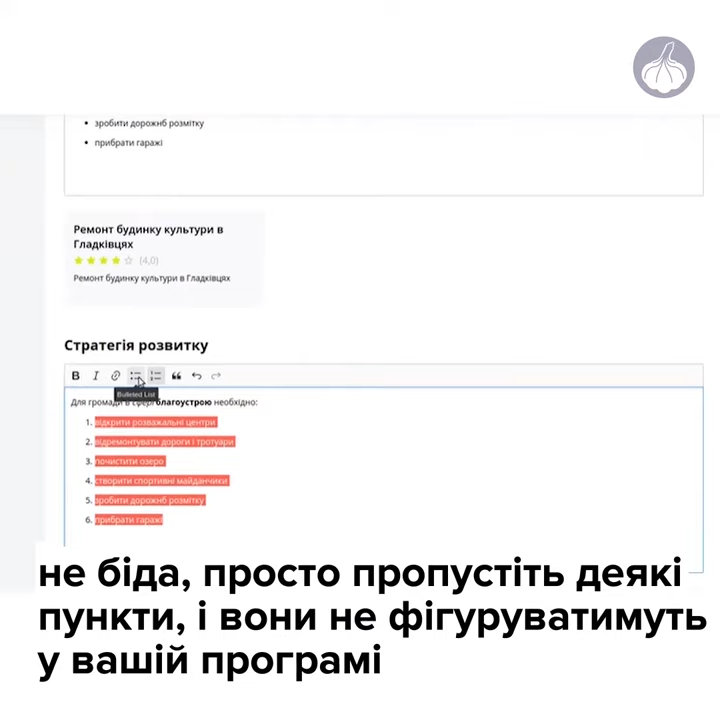 зробити дорожнб розмітку
прибрати гаражі
Ремонт будинку культури в
Гладківцях
(4,0)
Ремонт будинку культури в Гладківцях
Стратегія розвитку
B I
Bulleted List
Для громади в сфері благоустрою необхідно:
1. відкрити розважальні центри
2. відремонтувати дороги і тротуари
3. почистити озеро
4. створити спортивні майданчики
5. зробити дорожнб розмітку
6. прибрати гаражі
не біда, просто пропустіть деякі
пункти, і вони не фігуруватимуть
у вашій програмі